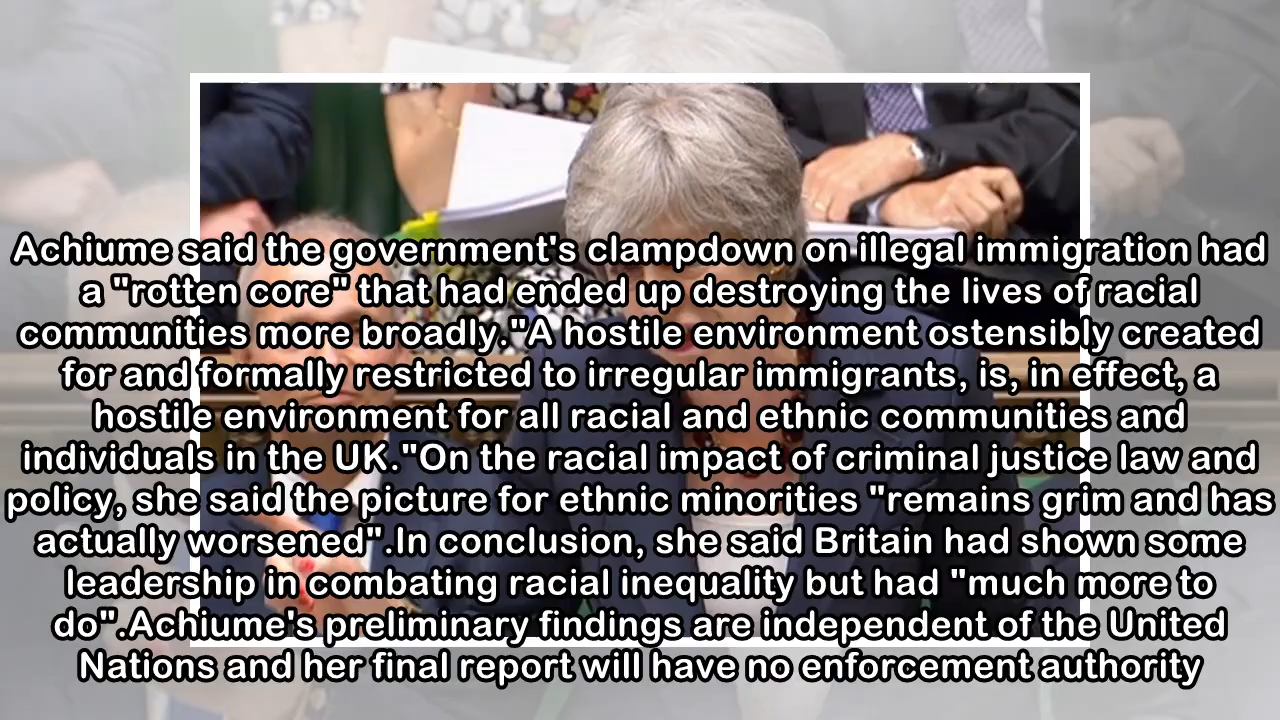 Achiume said the government's clampdown on illegal immigration had
a "rotten core" that had ended up destroying the lives of racial
communities more broadly."A hostile environment ostensibly created
for and formally restricted to irregular immigrants, is, in effect, a
hostile environment for all racial and ethnic communities and
individuals in the UK."On the racial impact of criminal justice law and
policy, she said the picture for ethnic minorities "remains grim and has
actually worsened".In conclusion, she said Britain had shown some
leadership in combating racial inequality but had "much more to
do".Achiume's preliminary findings are independent of the United
Nations and her final report will have no enforcement authority